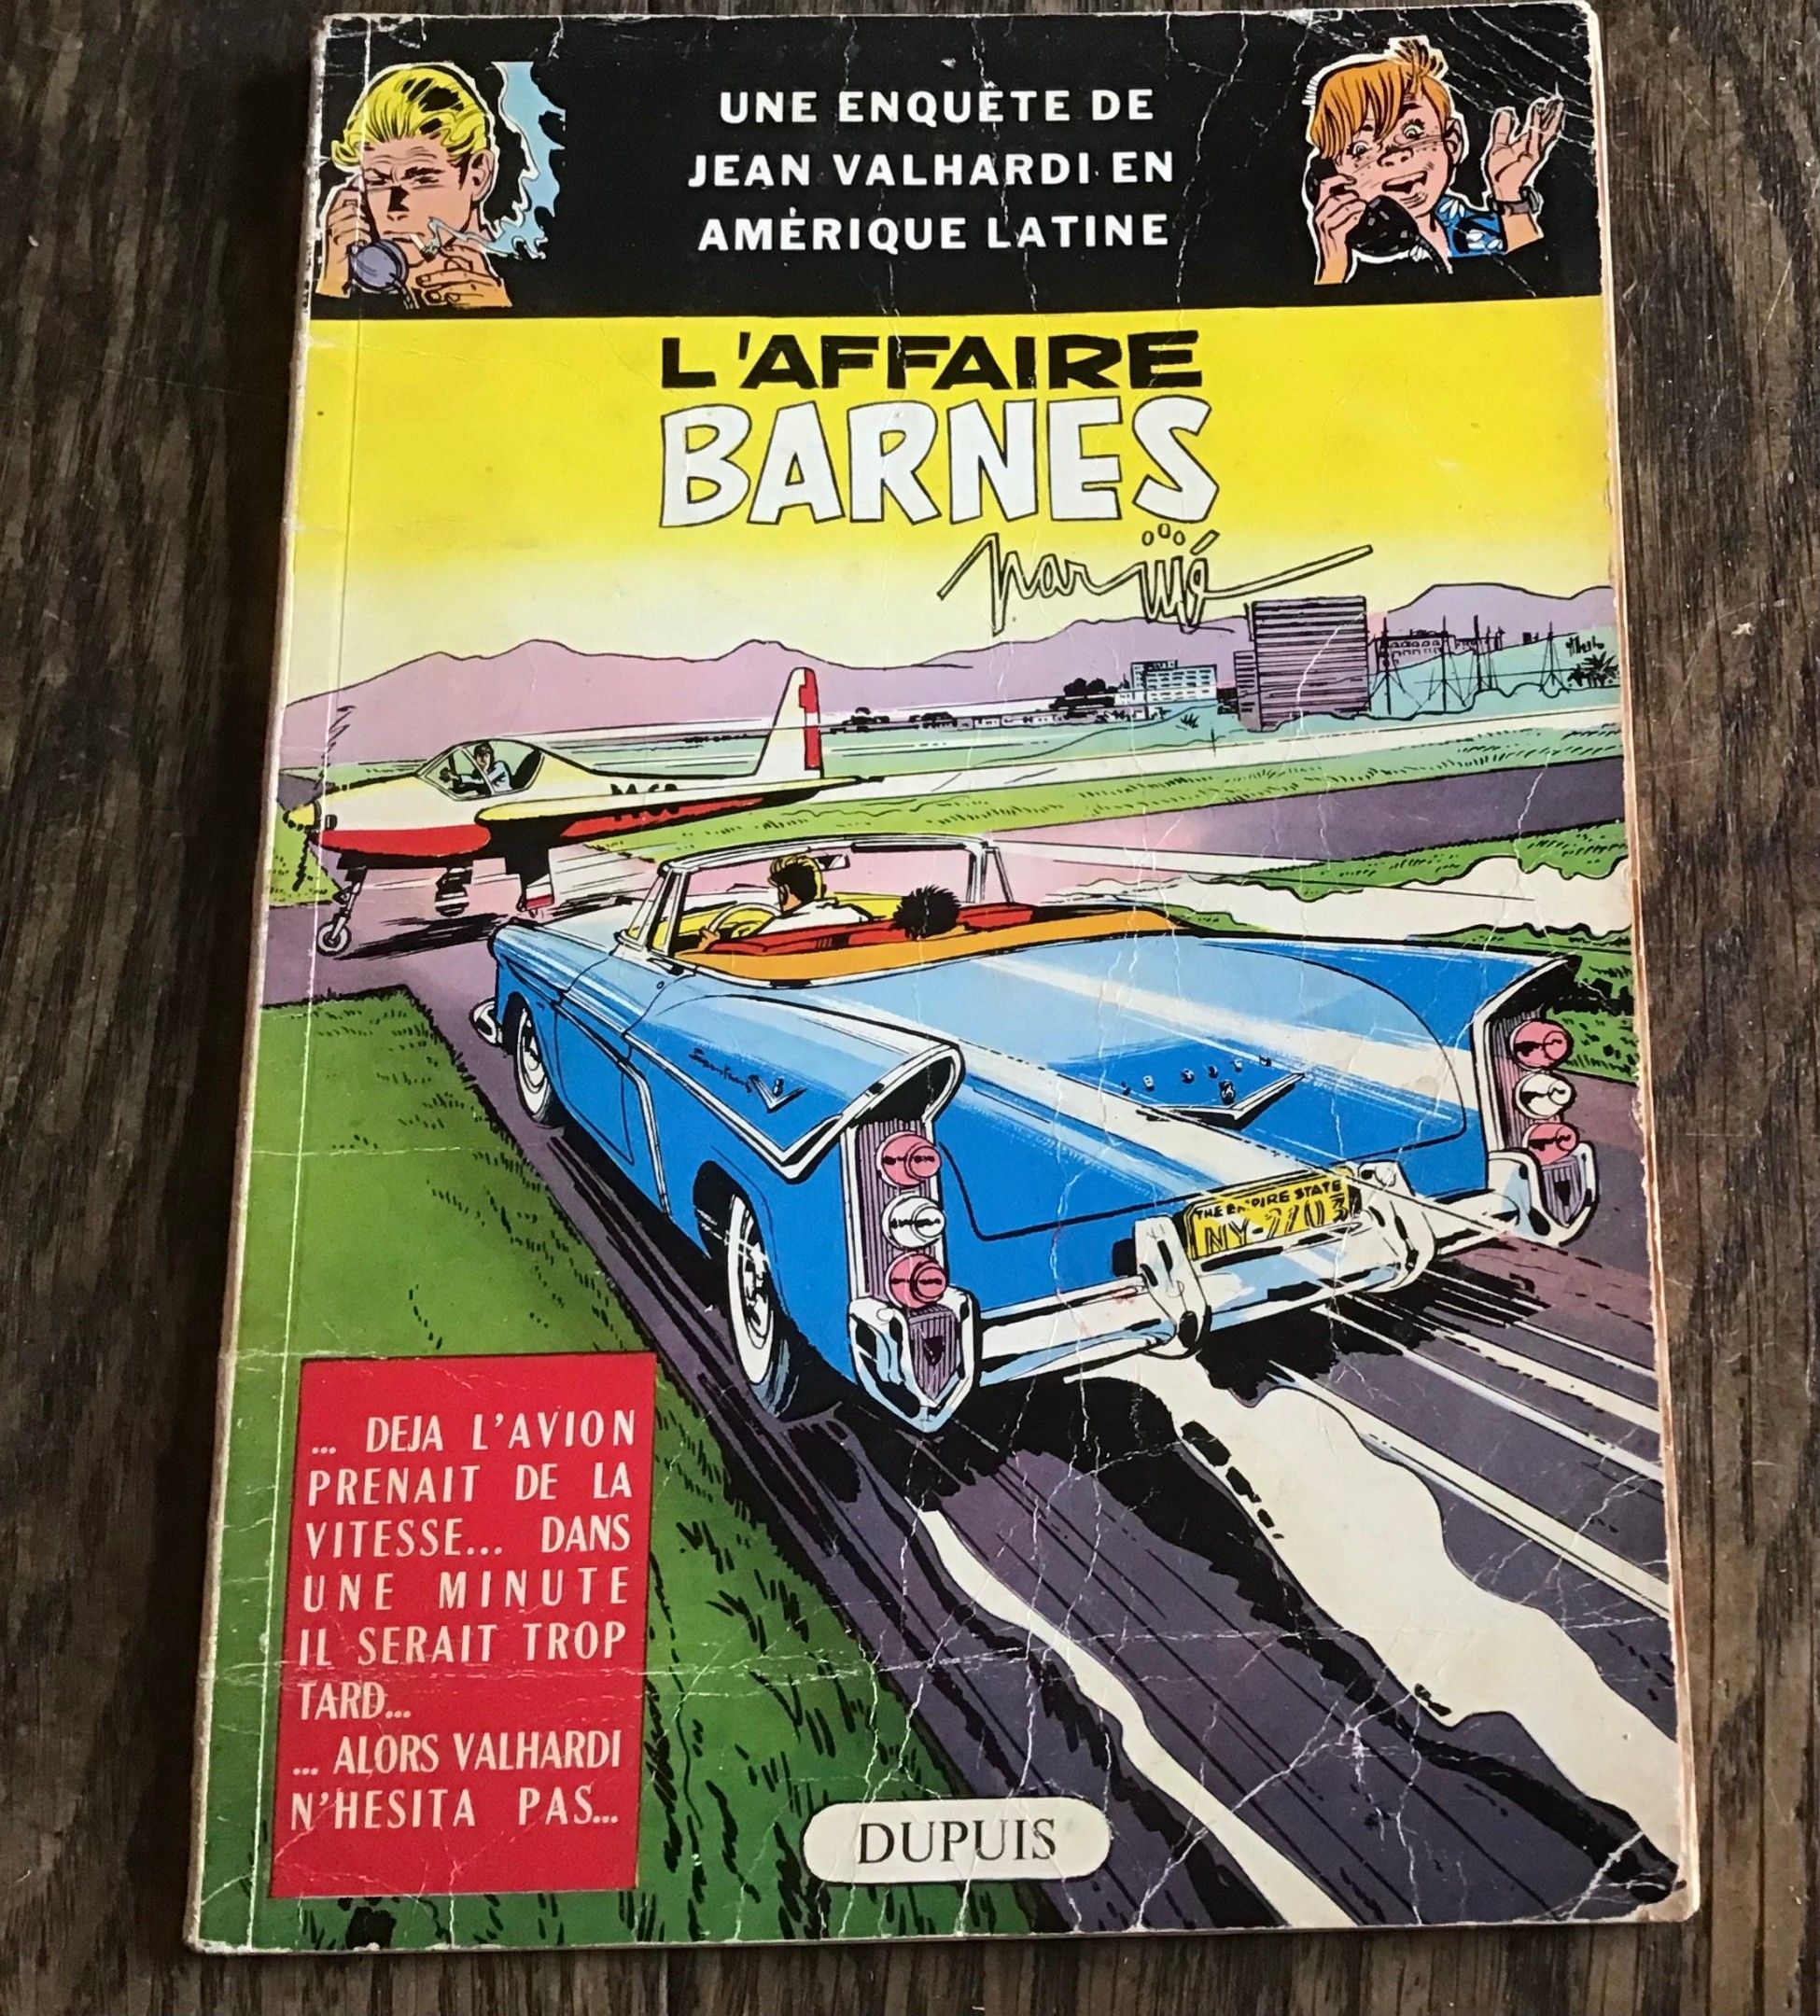 UNE ENQUÊTE DE
JEAN VALHARDI EN
AMÉRIQUE LATINE
L'AFFAIRE
BARNES
par jijé
V8
THE EMPIRE STATE
... DEJA L'AVION
PRENAIT DE LA
VITESSE... DANS
UNE MINUTE
IL SERAIT TROP
TARD...
... ALORS VALHARDI
N'HESITA PAS...
DUPUIS